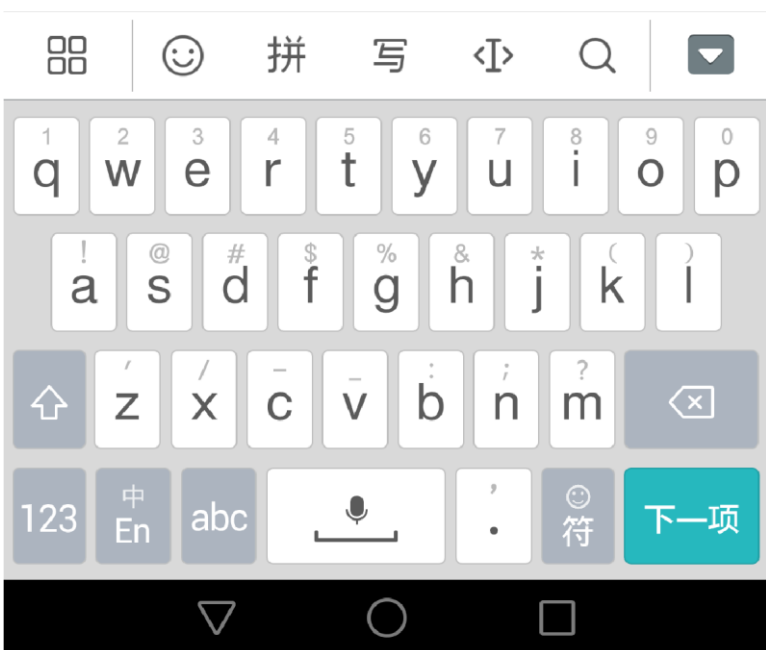 拼 写
1 2 3 4 5 6 7 8 9 0
q w e r t y u i o p
! @ # $ % & * ( )
a s d f g h j k l
' / - _ : ; ?
z x c v b n m
123 中 En abc , . 符 下一项